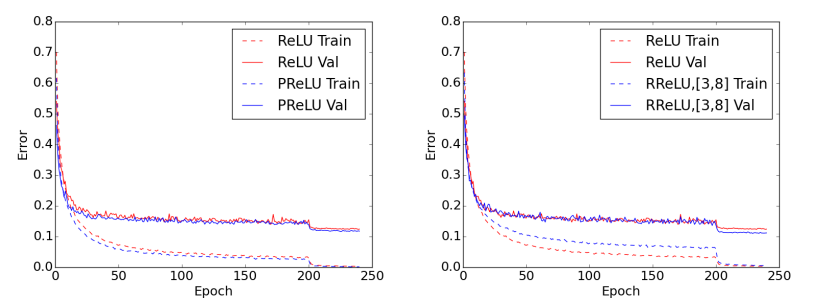 0.8
0.7
0.6
0.5
0.4
0.3
0.2
0.1
0.0
Error
0
50
100
150
200
250
Epoch
ReLU Train
ReLU Val
PReLU Train
PReLU Val
0.8
0.7
0.6
0.5
0.4
0.3
0.2
0.1
0.0
Error
0
50
100
150
200
250
Epoch
ReLU Train
ReLU Val
RReLU,[3,8] Train
RReLU,[3,8] Val